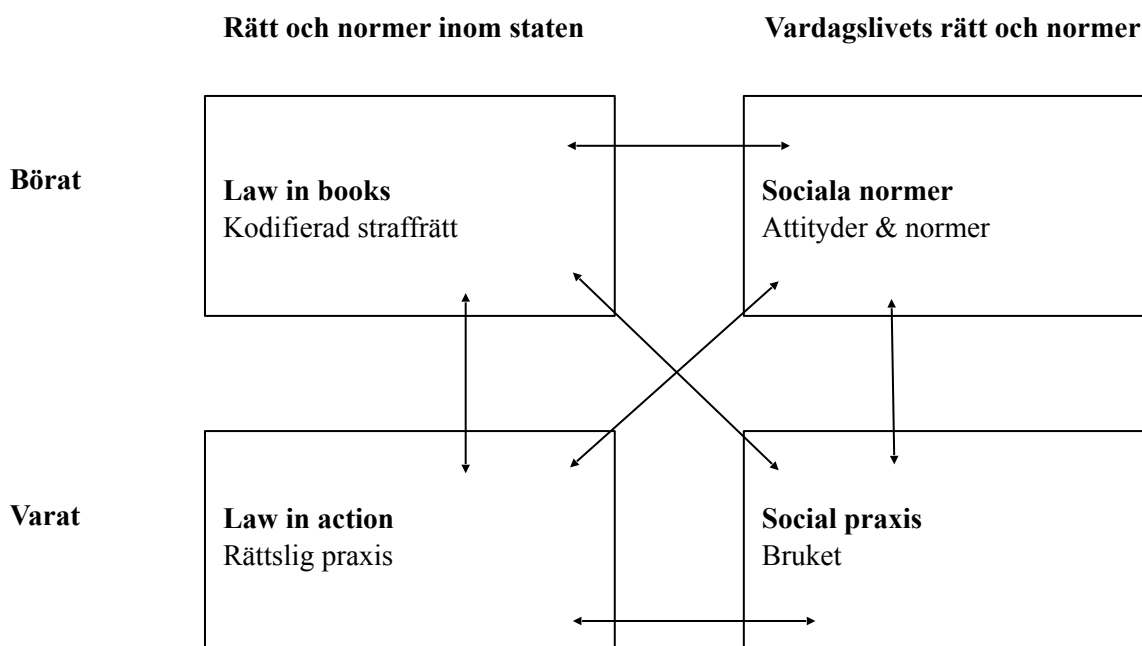 Rätt och normer inom staten
Vardagslivets rätt och normer
Börat
Law in books
Kodifierad straffrätt
Sociala normer
Attityder & normer
Varat
Law in action
Rättslig praxis
Social praxis
Bruket